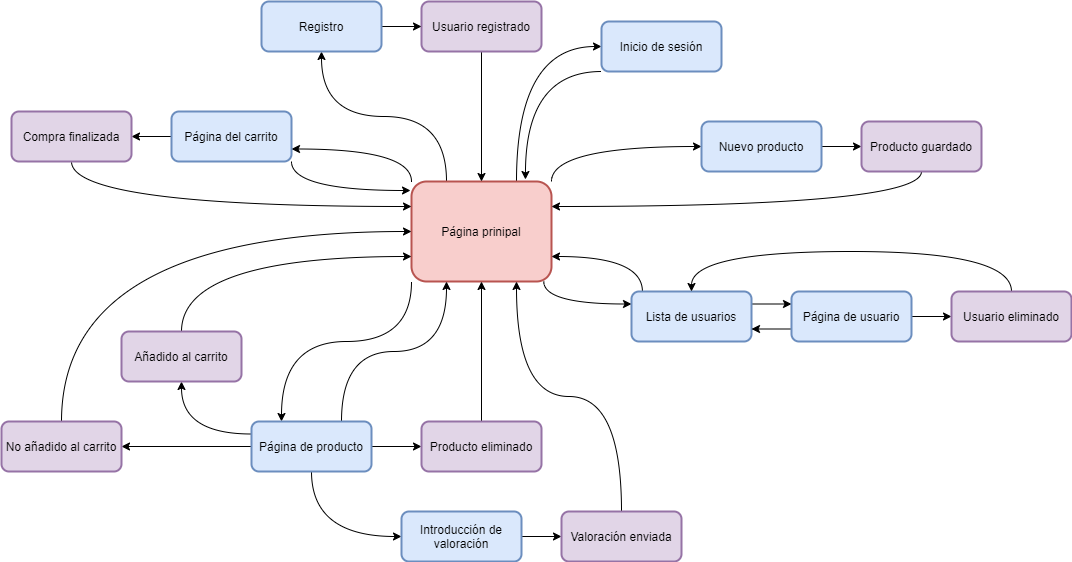 Registro
Usuario registrado
Inicio de sesión
Compra finalizada
Página del carrito
Nuevo producto
Producto guardado
Página prinipal
Lista de usuarios
Página de usuario
Usuario eliminado
Añadido al carrito
No añadido al carrito
Página de producto
Producto eliminado
Introducción de
valoración
Valoración enviada